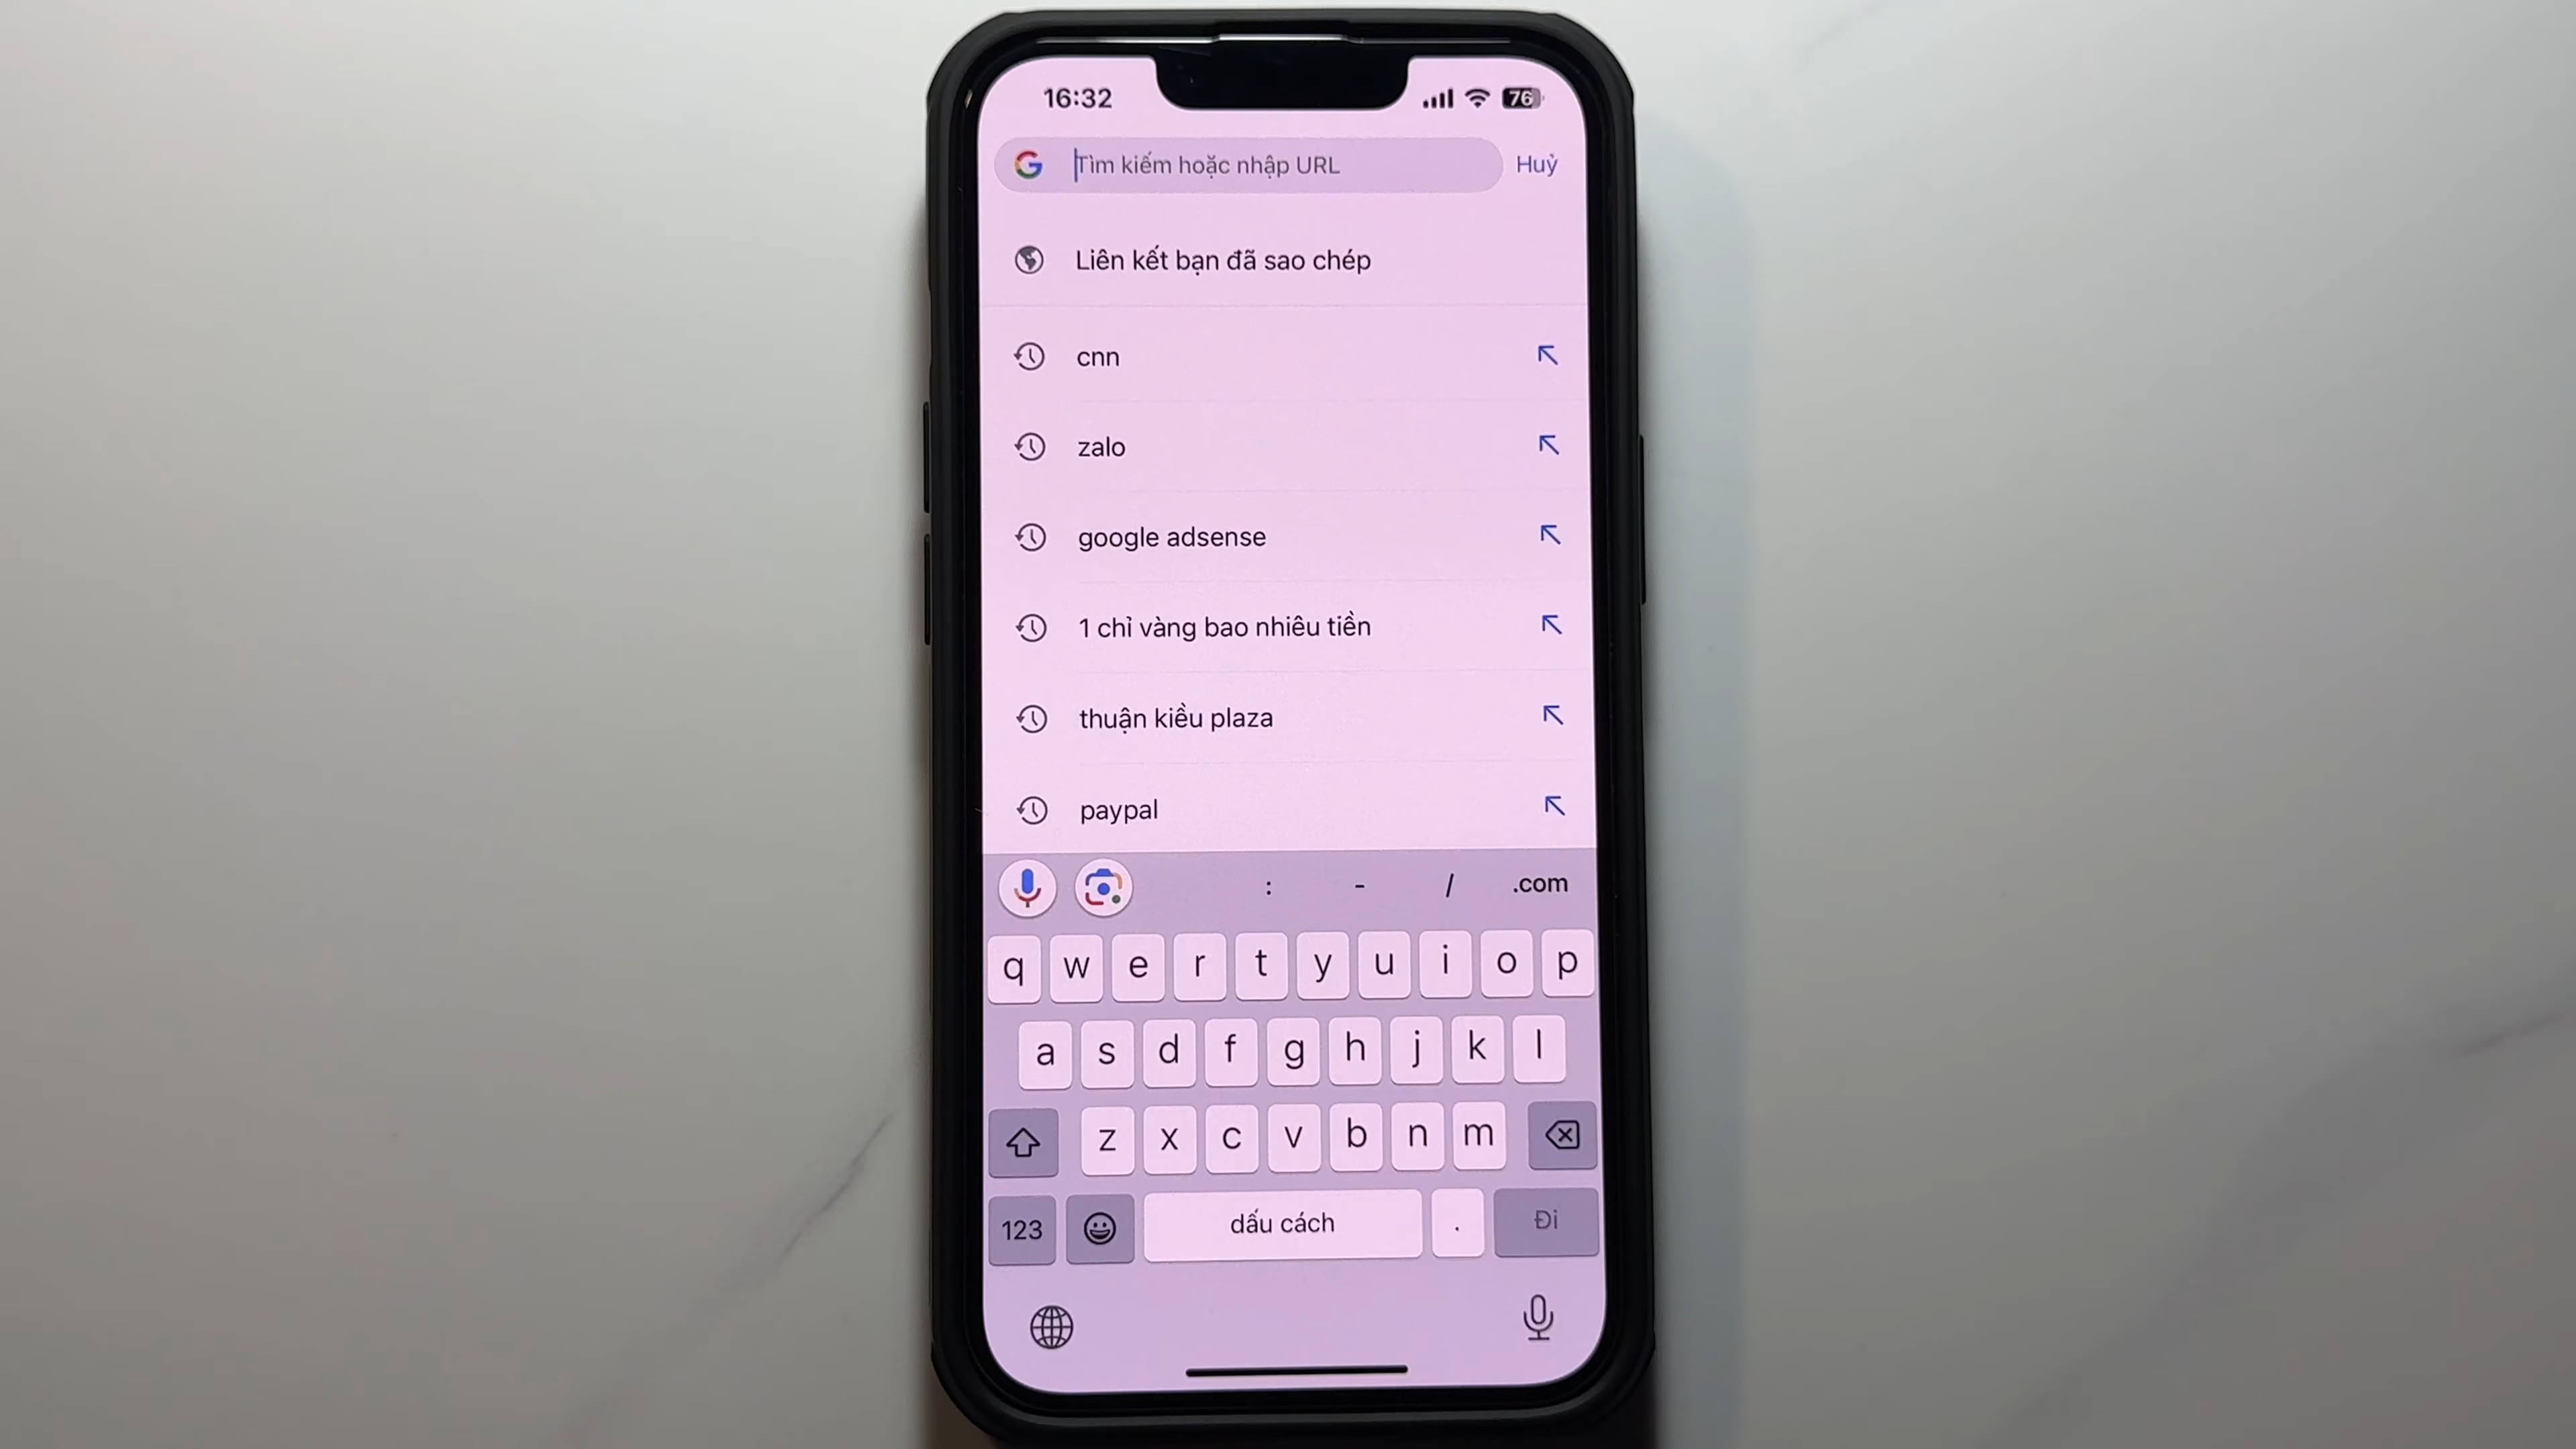 16:32
76
G Tìm kiếm hoặc nhập URL Huỷ
Liên kết bạn đã sao chép
cnn
zalo
google adsense
1 chỉ vàng bao nhiêu tiền
thuận kiều plaza
paypal
: - / .com
q w e r t y u i o p
a s d f g h j k l
z x c v b n m
123 dấu cách . Đi